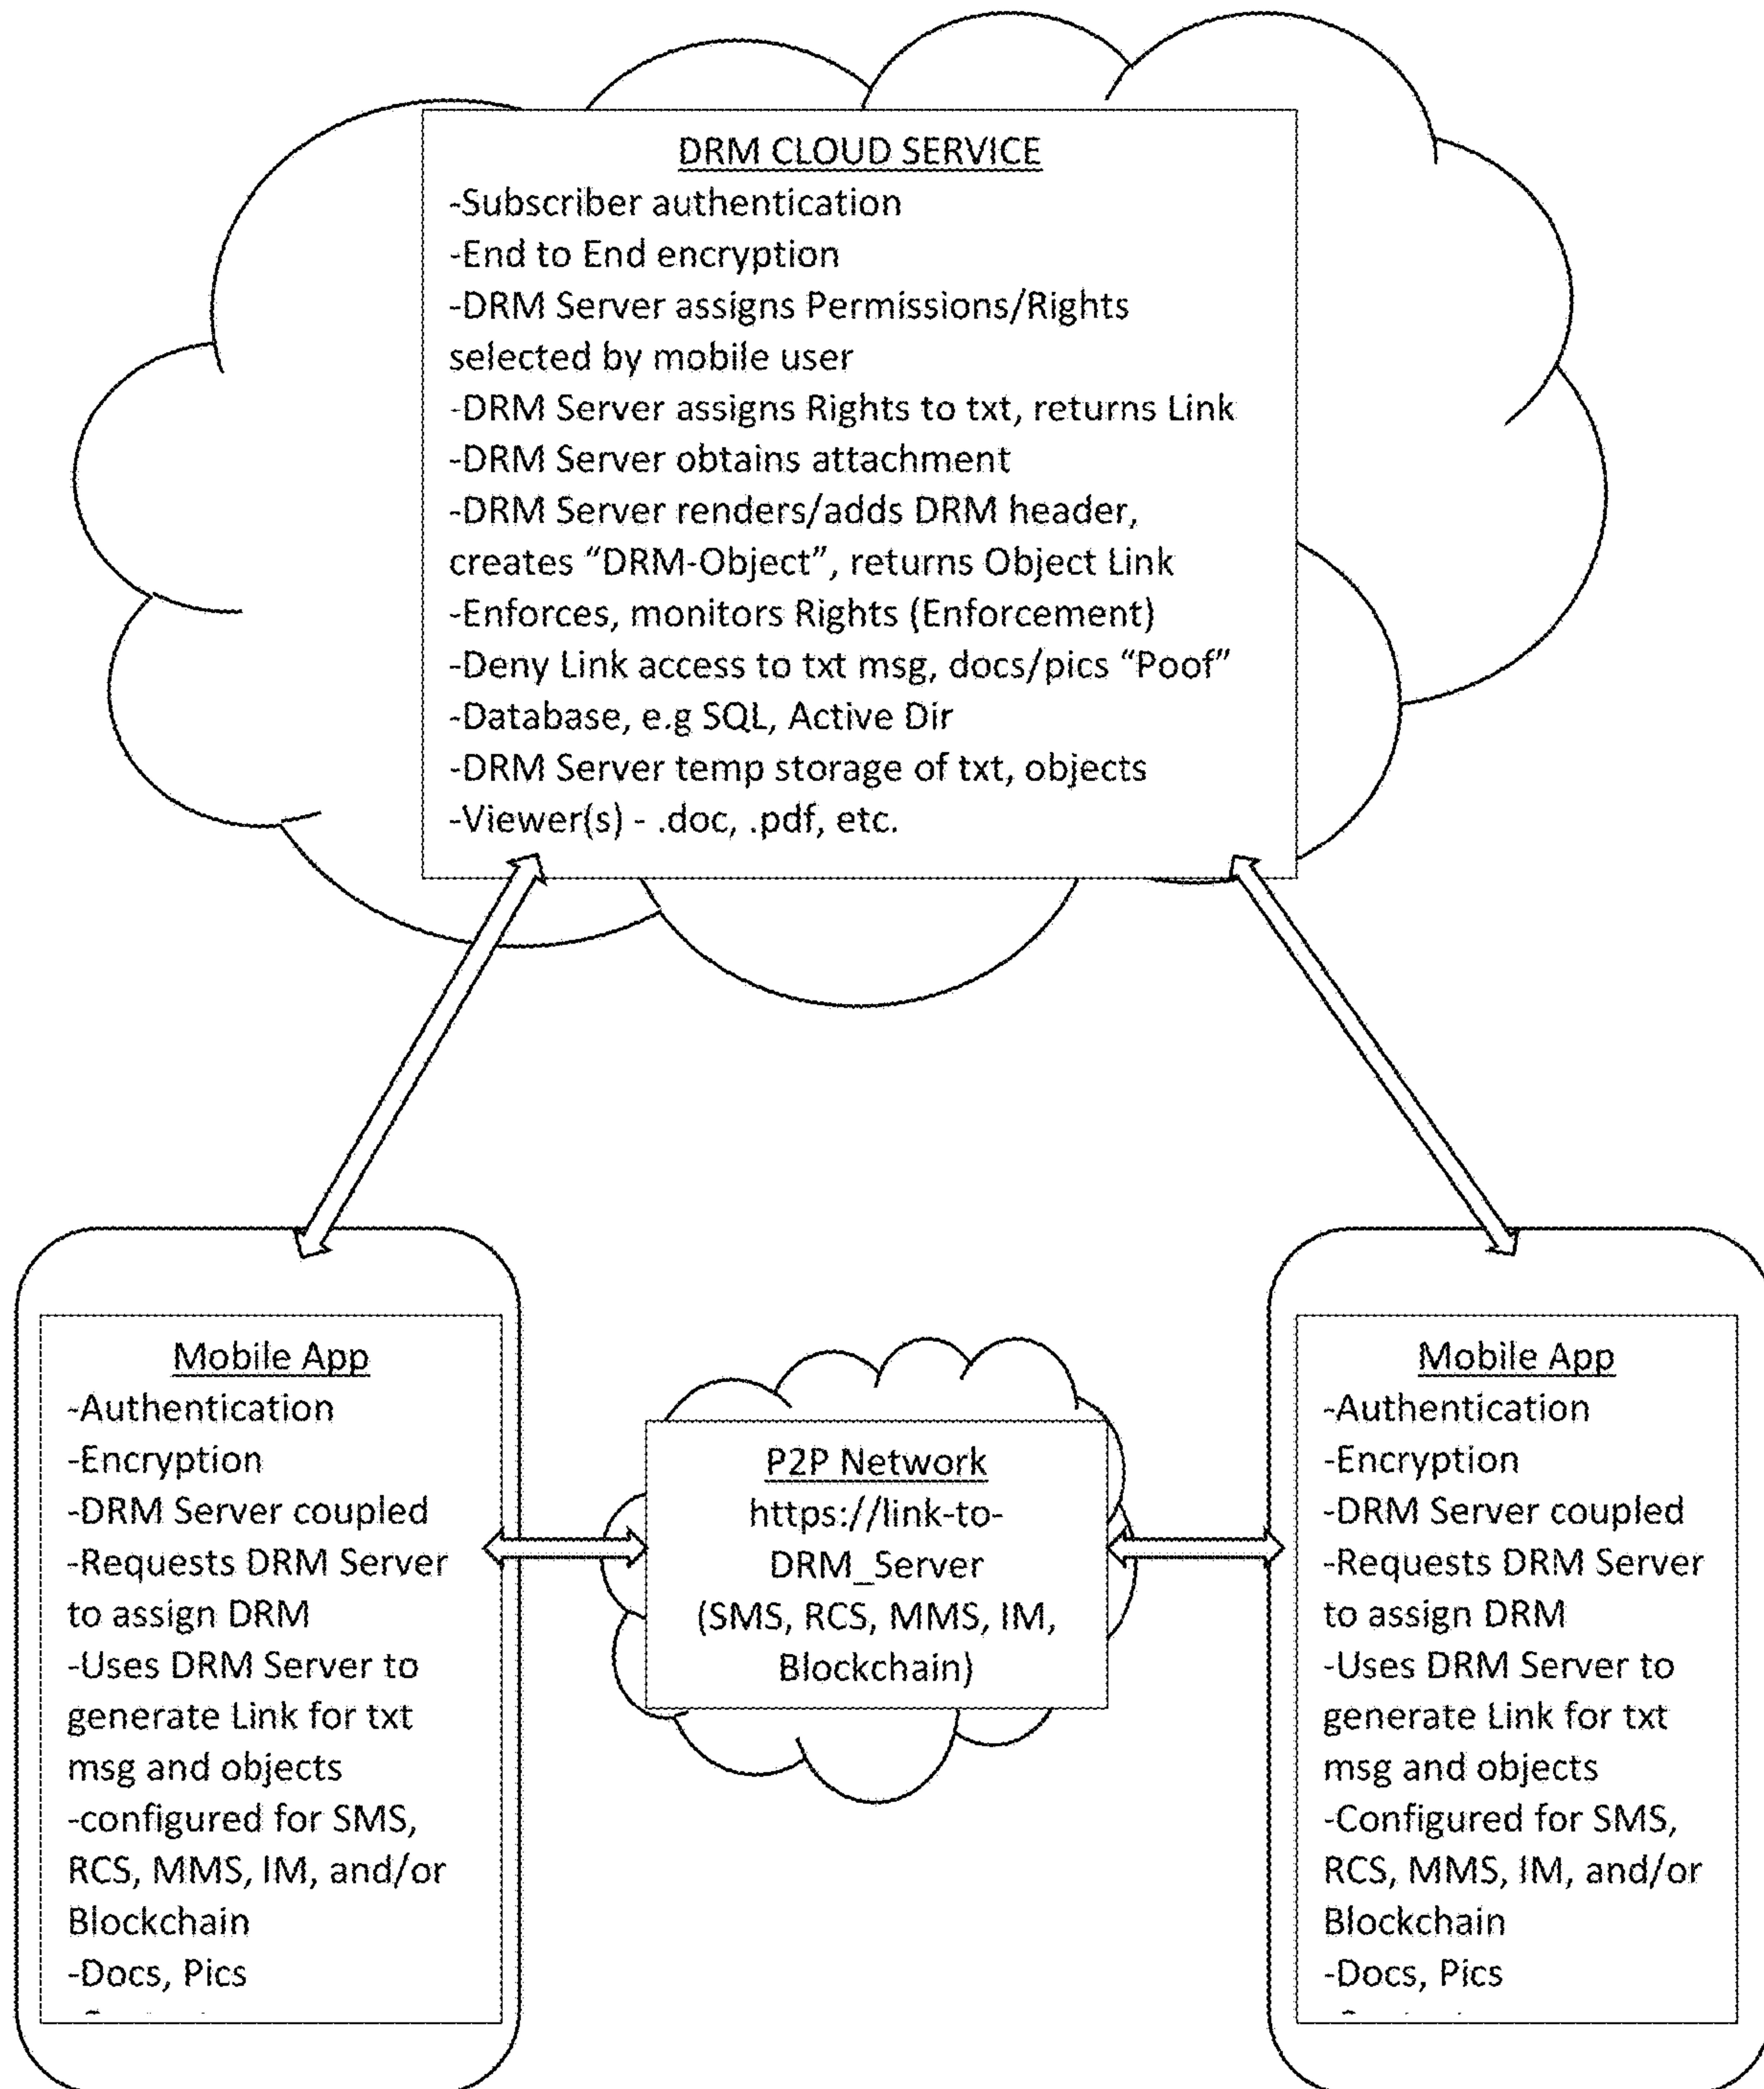 DRM CLOUD SERVICE
-Subscriber authentication
-End to End encryption
-DRM Server assigns Permissions/Rights
selected by mobile user
-DRM Server assigns Rights to txt, returns Link
-DRM Server obtains attachment
-DRM Server renders/adds DRM header,
creates “DRM-Object”, returns Object Link
-Enforces, monitors Rights (Enforcement)
-Deny Link access to txt msg, docs/pics “Poof”
-Database, e.g SQL, Active Dir
-DRM Server temp storage of txt, objects
-Viewer(s) - .doc, .pdf, etc.
Mobile App
-Authentication
-Encryption
-DRM Server coupled
-Requests DRM Server
to assign DRM
-Uses DRM Server to
generate Link for txt
msg and objects
-configured for SMS,
RCS, MMS, IM, and/or
Blockchain
-Docs, Pics
P2P Network
https://link-to-
DRM_Server
(SMS, RCS, MMS, IM,
Blockchain)
Mobile App
-Authentication
-Encryption
-DRM Server coupled
-Requests DRM Server
to assign DRM
-Uses DRM Server to
generate Link for txt
msg and objects
-Configured for SMS,
RCS, MMS, IM, and/or
Blockchain
-Docs, Pics